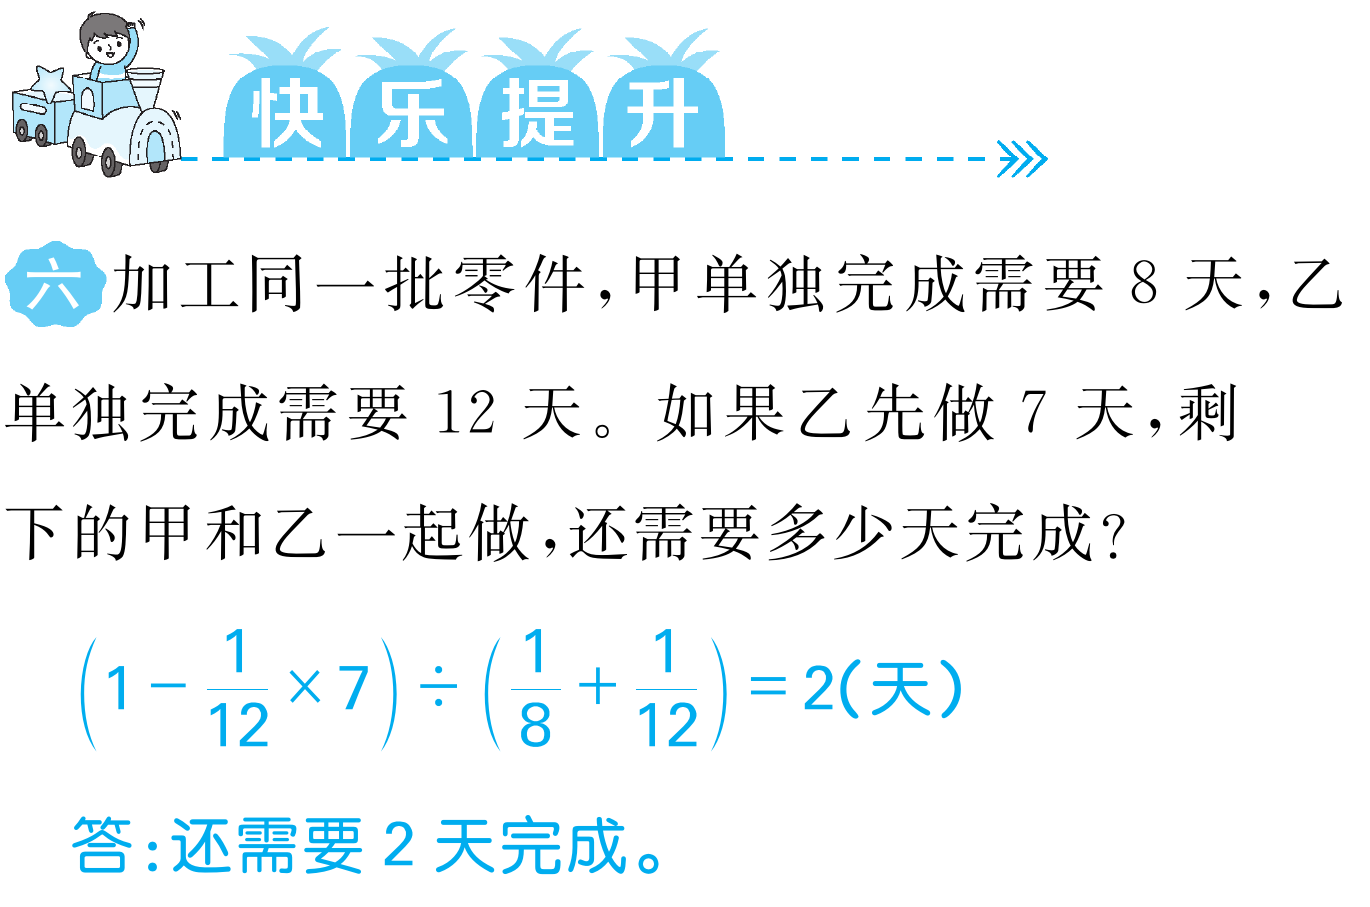 快乐提升
六 加工同一批零件,甲单独完成需要 8 天,乙
单独完成需要 12 天。如果乙先做 7 天,剩
下的甲和乙一起做,还需要多少天完成?
(1－1/12×7)÷(1/8＋1/12)＝2(天)
答:还需要 2 天完成。